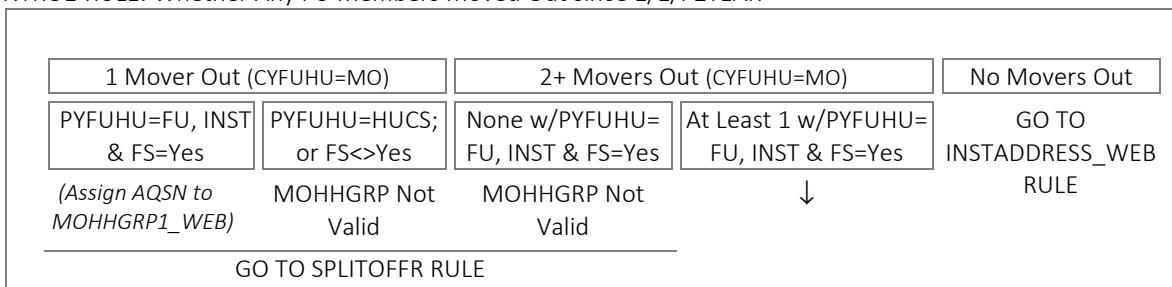 1 Mover Out (CYFUHU=MO) 2+ Movers Out (CYFUHU=MO) No Movers Out
PYFUHU=FU, INST & FS=Yes
PYFUHU=HUCS; or FS<>Yes
None w/PYFUHU= FU, INST & FS=Yes
At Least 1 w/PYFUHU= FU, INST & FS=Yes
GO TO INSTADDRESS_WEB RULE
(Assign AQSN to MOHHGRP1_WEB)
MOHHGRP Not Valid
MOHHGRP Not Valid
↓
GO TO SPLITOFFR RULE